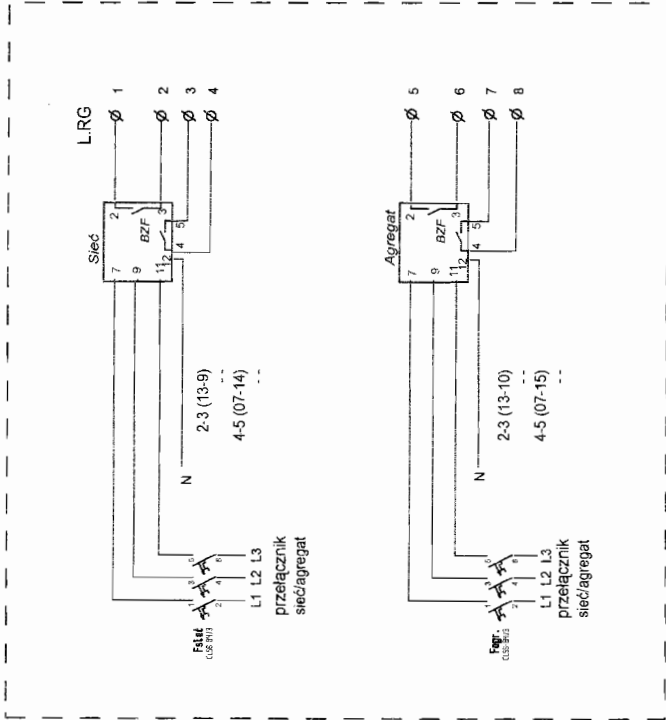 L.RG
Ø 1
Ø 2
Ø 3
Ø 4
Sieć
2
3
BZF
5
4
7
9
11
12
2-3 (13-9)
- -
4-5 (07-14)
- -
N
1
3
5
2
4
6
L1 L2 L3
przełącznik
sieć/agregat
Fsieć
Ø 5
Ø 6
Ø 7
Ø 8
Agregat
2
3
BZF
5
4
7
9
11
12
2-3 (13-10)
- -
4-5 (07-15)
- -
N
1
3
5
2
4
6
L1 L2 L3
przełącznik
sieć/agregat
Fagr.